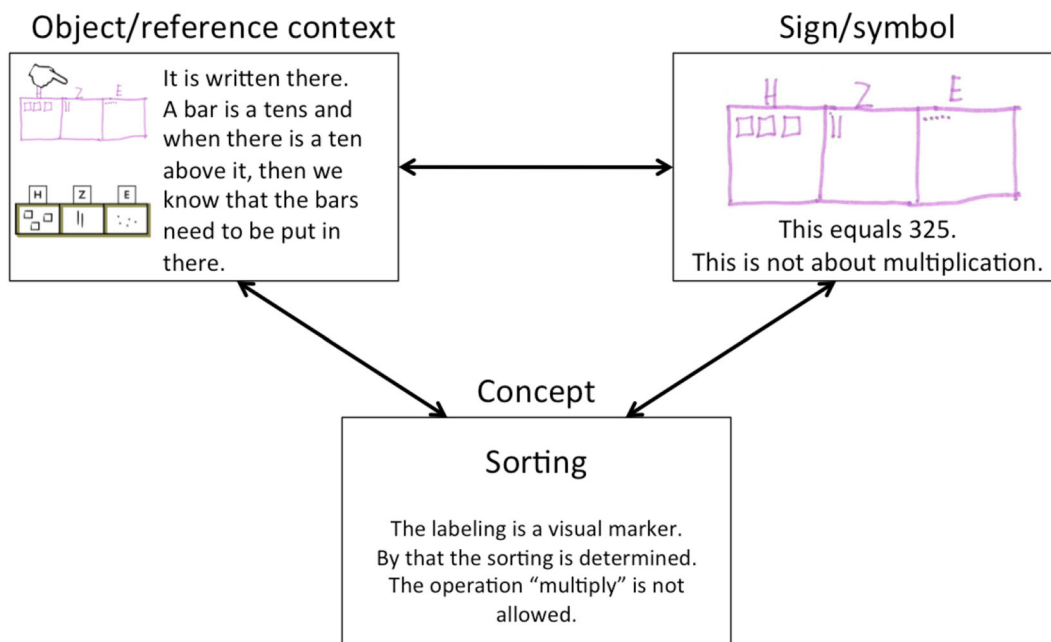 Object/reference context
H Z E
It is written there.
A bar is a tens and
when there is a ten
above it, then we
know that the bars
need to be put in
there.
H Z E
Sign/symbol
H Z E
This equals 325.
This is not about multiplication.
Concept
Sorting
The labeling is a visual marker.
By that the sorting is determined.
The operation “multiply” is not
allowed.